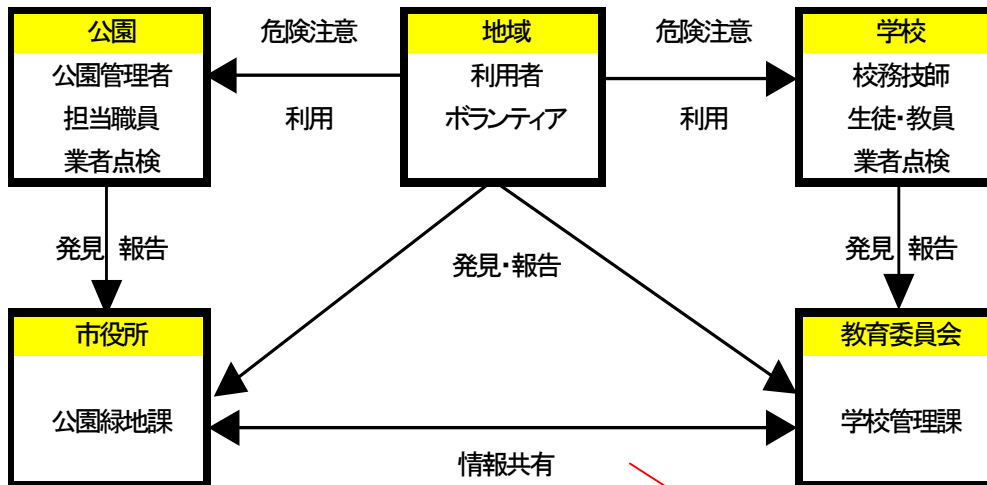 公園
公園管理者
担当職員
業者点検
危険注意
利用
地域
利用者
ボランティア
危険注意
利用
学校
校務技師
生徒・教員
業者点検
発見 報告
発見・報告
発見 報告
市役所
公園緑地課
教育委員会
学校管理課
情報共有